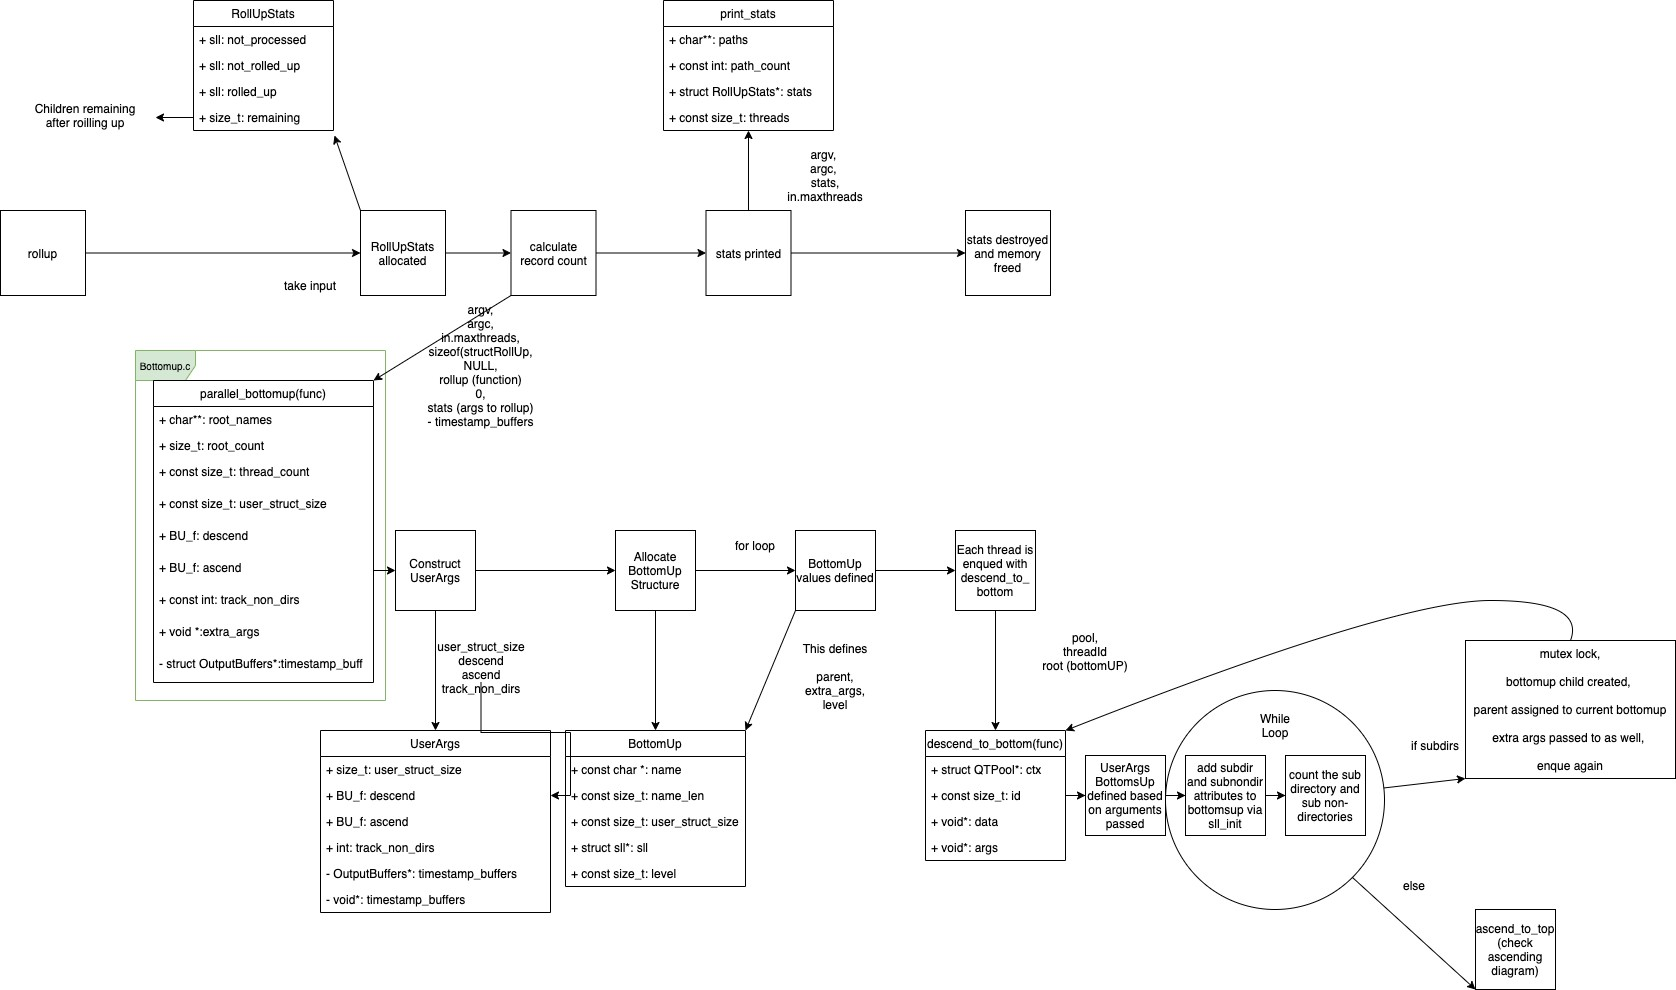 RollUpStats
+ sll: not_processed
+ sll: not_rolled_up
+ sll: rolled_up
+ size_t: remaining
Children remaining
after roilling up
print_stats
+ char**: paths
+ const int: path_count
+ struct RollUpStats*: stats
+ const size_t: threads
argv,
argc,
stats,
in.maxthreads
rollup
take input
RollUpStats
allocated
calculate
record count
stats printed
stats destroyed
and memory
freed
argv,
argc,
in.maxthreads,
sizeof(structRollUp,
NULL,
rollup (function)
0,
stats (args to rollup)
- timestamp_buffers
Bottomup.c
parallel_bottomup(func)
+ char**: root_names
+ size_t: root_count
+ const size_t: thread_count
+ const size_t: user_struct_size
+ BU_f: descend
+ BU_f: ascend
+ const int: track_non_dirs
+ void *:extra_args
- struct OutputBuffers*:timestamp_buff
Construct
UserArgs
Allocate
BottomUp
Structure
for loop
BottomUp
values defined
Each thread is
enqued with
descend_to_
bottom
user_struct_size
descend
ascend
track_non_dirs
This defines
parent,
extra_args,
level
pool,
threadId
root (bottomUP)
UserArgs
+ size_t: user_struct_size
+ BU_f: descend
+ BU_f: ascend
+ int: track_non_dirs
- OutputBuffers*: timestamp_buffers
- void*: timestamp_buffers
BottomUp
+ const char *: name
+ const size_t: name_len
+ const size_t: user_struct_size
+ struct sll*: sll
+ const size_t: level
descend_to_bottom(func)
+ struct QTPool*: ctx
+ const size_t: id
+ void*: data
+ void*: args
UserArgs
BottomsUp
defined based
on arguments
passed
While
Loop
add subdir
and subnondir
attributes to
bottomsup via
sll_init
count the sub
directory and
sub non-
directories
if subdirs
mutex lock,
bottomup child created,
parent assigned to current bottomup
extra args passed to as well,
enque again
else
ascend_to_top
(check
ascending
diagram)